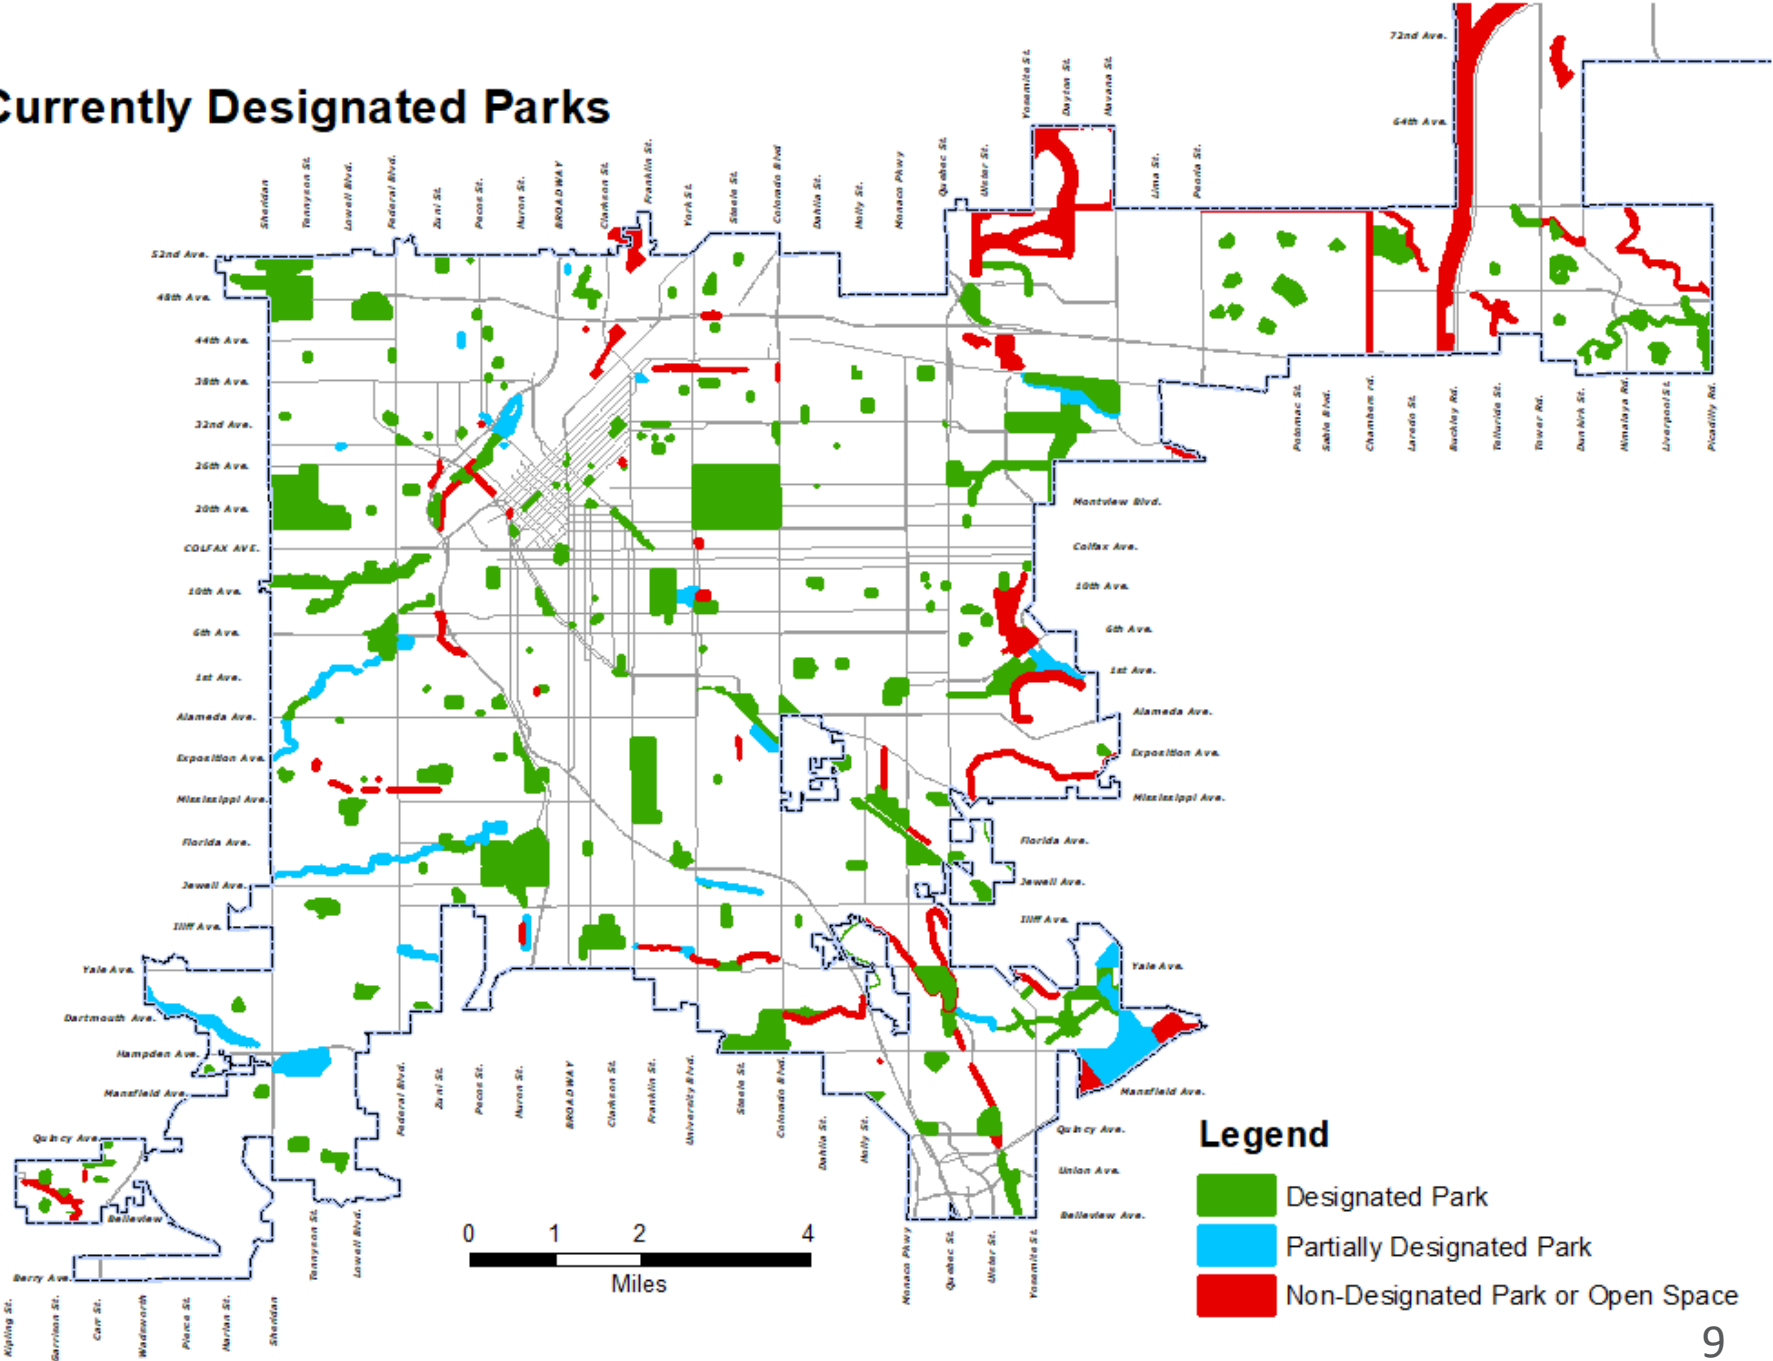 Currently Designated Parks
72nd Ave.
64th Ave.
Yosemite St.
Dayton St.
Havana St.
Sheridan
Tennyson St.
Lowell Blvd.
Federal Blvd.
Zuni St.
Pecos St.
Huron St.
BROADWAY
Clarkson St.
Franklin St.
York St.
Steele St.
Colorado Blvd
Dahlia St.
Holly St.
Monaco Pkwy
Quebec St.
Ulster St.
Lima St.
Peoria St.
52nd Ave.
48th Ave.
44th Ave.
38th Ave.
32nd Ave.
26th Ave.
20th Ave.
COLFAX AVE.
10th Ave.
6th Ave.
1st Ave.
Alameda Ave.
Exposition Ave.
Mississippi Ave.
Florida Ave.
Jewell Ave.
Iliff Ave.
Yale Ave.
Dartmouth Ave.
Hampden Ave.
Mansfield Ave.
Quincy Ave.
Belleview
Berry Ave.
Potomac St.
Sable Blvd.
Chambers rd.
Laredo St.
Buckley Rd.
Telluride St.
Tower Rd.
Dunkirk St.
Himalaya Rd.
Liverpool St.
Picadilly Rd.
Montview Blvd.
Colfax Ave.
10th Ave.
6th Ave.
1st Ave.
Alameda Ave.
Exposition Ave.
Mississippi Ave.
Florida Ave.
Jewell Ave.
Iliff Ave.
Yale Ave.
Mansfield Ave.
Quincy Ave.
Union Ave.
Belleview Ave.
Federal Blvd.
Zuni St.
Pecos St.
Huron St.
BROADWAY
Clarkson St.
Franklin St.
University Blvd.
Steele St.
Colorado Blvd.
Dahlia St.
Holly St.
Monaco Pkwy
Quebec St.
Ulster St.
Yosemite St.
Tennyson St.
Lowell Blvd.
Kipling St.
Garrison St.
Carr St.
Wadsworth
Pierce St.
Harlan St.
Sheridan
0 1 2 4
Miles
Legend
Designated Park
Partially Designated Park
Non-Designated Park or Open Space
9